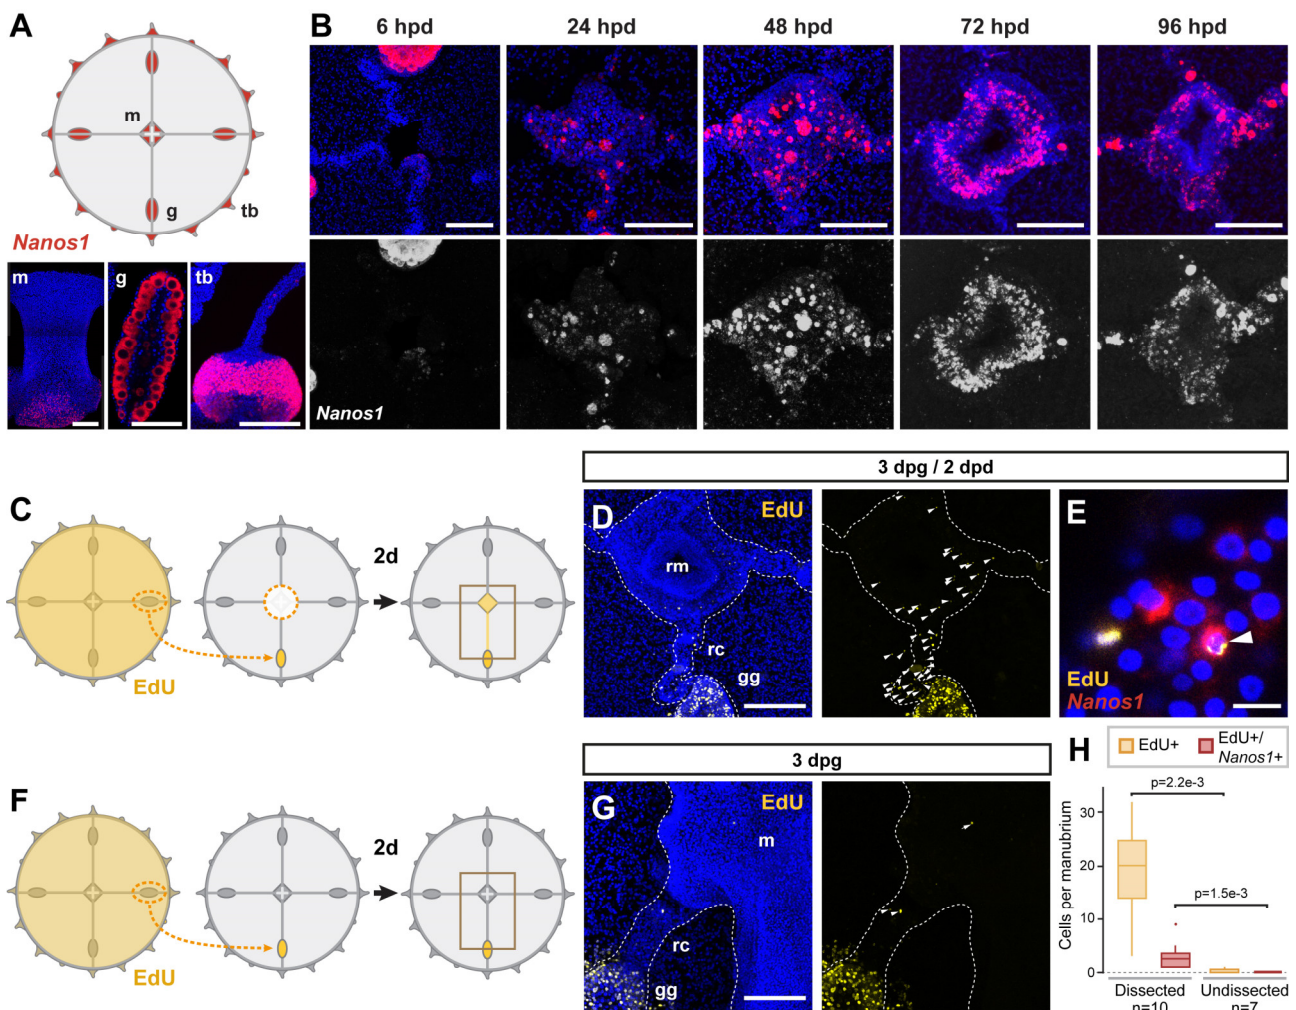 A
m
g
tb
Nanos1
m
g
tb
B
6 hpd
24 hpd
48 hpd
72 hpd
96 hpd
Nanos1
C
EdU
2d
3 dpg / 2 dpd
D
EdU
rm
rc
gg
E
EdU
Nanos1
F
EdU
2d
3 dpg
G
EdU
m
rc
gg
H
EdU+
EdU+/
Nanos1+
p=2.2e-3
p=1.5e-3
Cells per manubrium
30
20
10
0
Dissected
n=10
Undissected
n=7